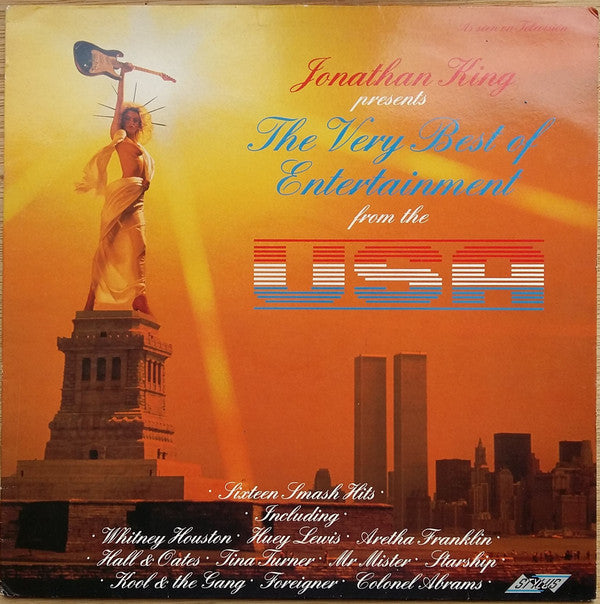 As seen on Television
Jonathan King
presents
The Very Best of
Entertainment
from the
USA
· Sixteen Smash Hits ·
· Including ·
· Whitney Houston · Huey Lewis · Aretha Franklin ·
· Hall & Oates · Tina Turner · Mr Mister · Starship ·
· Kool & the Gang · Foreigner · Colonel Abrams ·
STYLUS